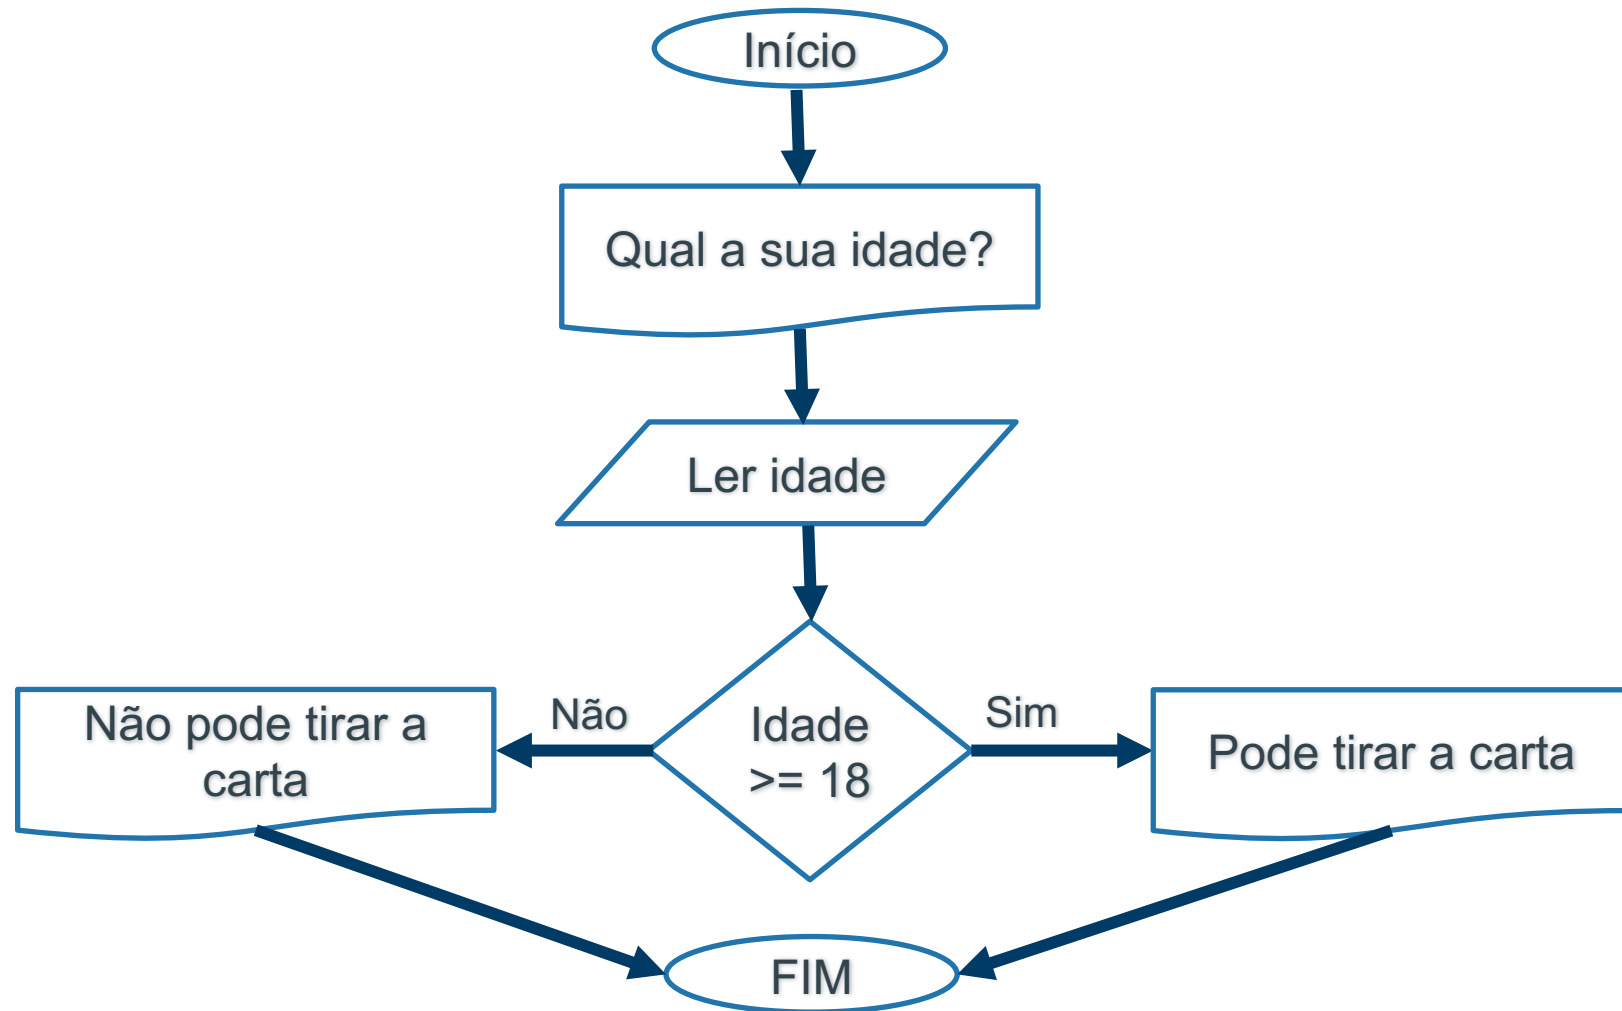 Início
Qual a sua idade?
Ler idade
Não
Sim
Não pode tirar a
carta
Idade
>= 18
Pode tirar a carta
FIM